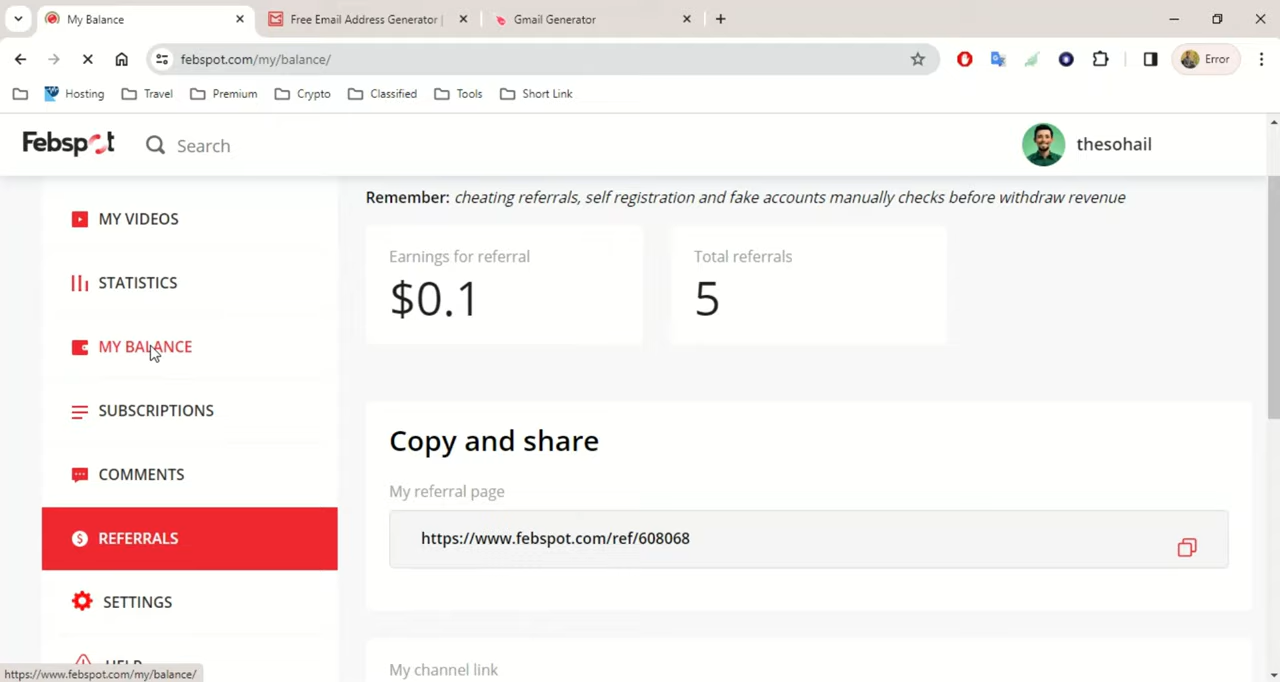 My Balance
Free Email Address Generator |
Gmail Generator
febspot.com/my/balance/
Error
Hosting
Travel
Premium
Crypto
Classified
Tools
Short Link
Febspot
Search
thesohail
Remember: cheating referrals, self registration and fake accounts manually checks before withdraw revenue
MY VIDEOS
STATISTICS
MY BALANCE
SUBSCRIPTIONS
COMMENTS
REFERRALS
SETTINGS
HELP
Earnings for referral
$0.1
Total referrals
5
Copy and share
My referral page
https://www.febspot.com/ref/608068
My channel link
https://www.febspot.com/my/balance/